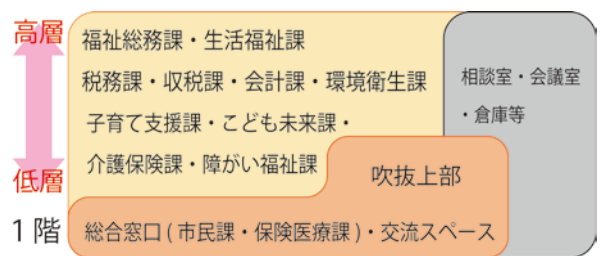 高層
福祉総務課・生活福祉課
税務課・収税課・会計課・環境衛生課
相談室・会議室
・倉庫等
子育て支援課・こども未来課・
介護保険課・障がい福祉課
吹抜上部
低層
1階
総合窓口(市民課・保険医療課)・交流スペース